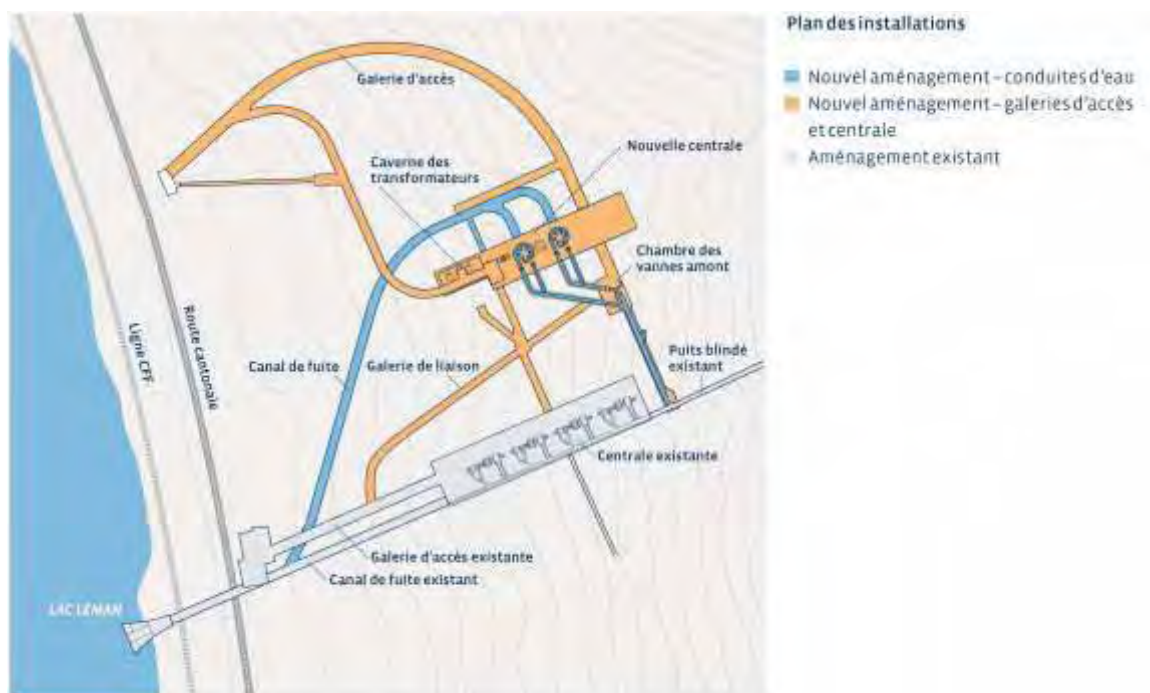 Plan des installations
Nouvel aménagement – conduites d'eau
Nouvel aménagement – galeries d'accès
et centrale
Aménagement existant
Galerie d'accès
Nouvelle centrale
Caverne des
transformateurs
Chambre des
vannes amont
Puits blindé
existant
Ligne CFF
Route cantonale
Canal de fuite
Galerie de liaison
Centrale existante
Galerie d'accès existante
Canal de fuite existant
LAC LÉMAN